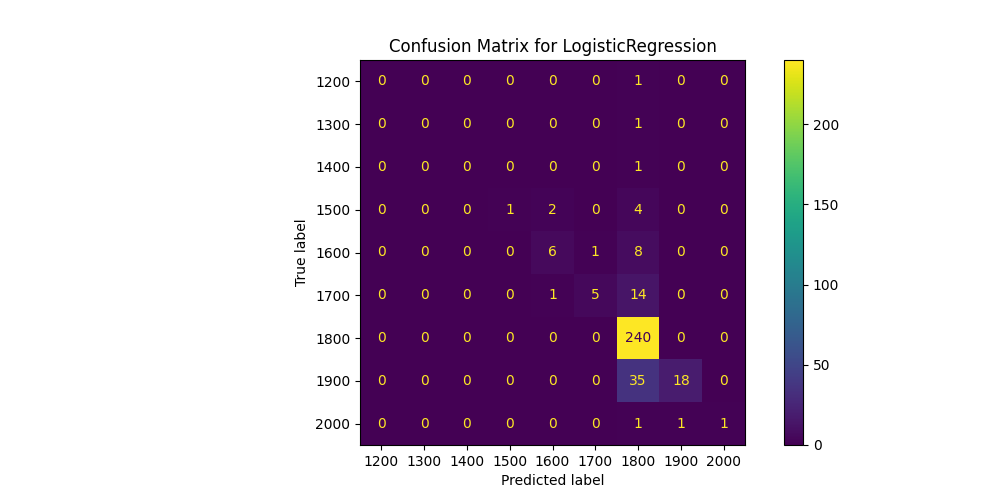 Confusion Matrix for LogisticRegression
True label
1200 0 0 0 0 0 0 1 0 0
1300 0 0 0 0 0 0 1 0 0
1400 0 0 0 0 0 0 1 0 0
1500 0 0 0 1 2 0 4 0 0
1600 0 0 0 0 6 1 8 0 0
1700 0 0 0 0 1 5 14 0 0
1800 0 0 0 0 0 0 240 0 0
1900 0 0 0 0 0 0 35 18 0
2000 0 0 0 0 0 0 1 1 1
1200 1300 1400 1500 1600 1700 1800 1900 2000
Predicted label
200
150
100
50
0